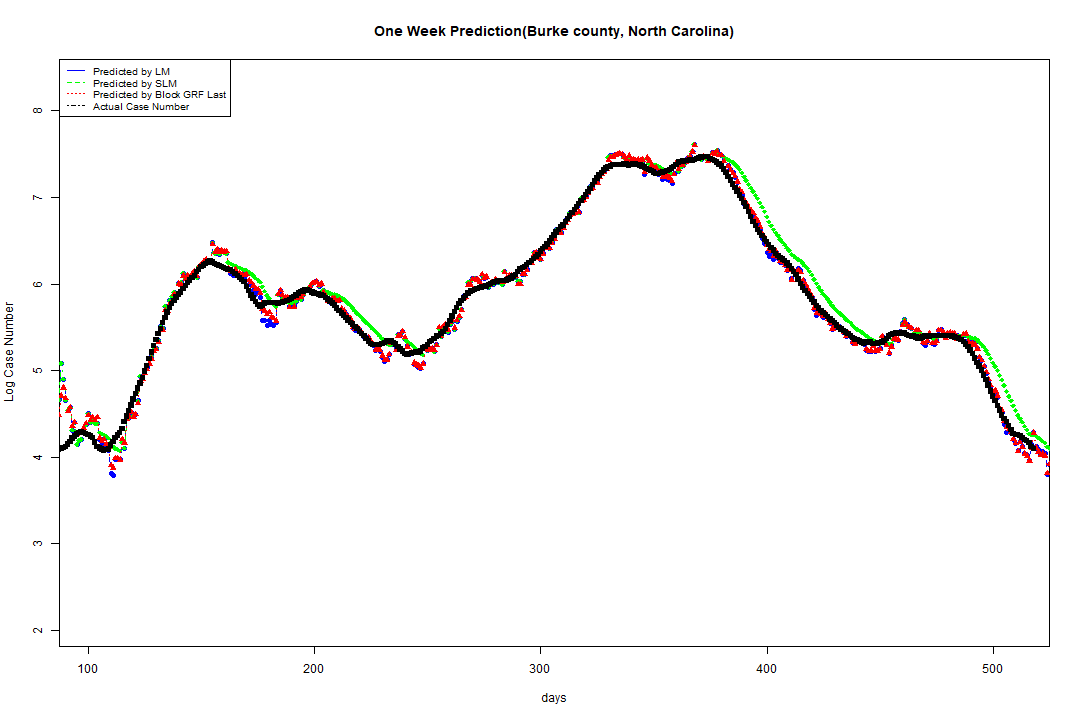 One Week Prediction(Burke county, North Carolina)
Predicted by LM
Predicted by SLM
Predicted by Block GRF Last
Actual Case Number
8
7
6
5
4
3
2
Log Case Number
100 200 300 400 500
days